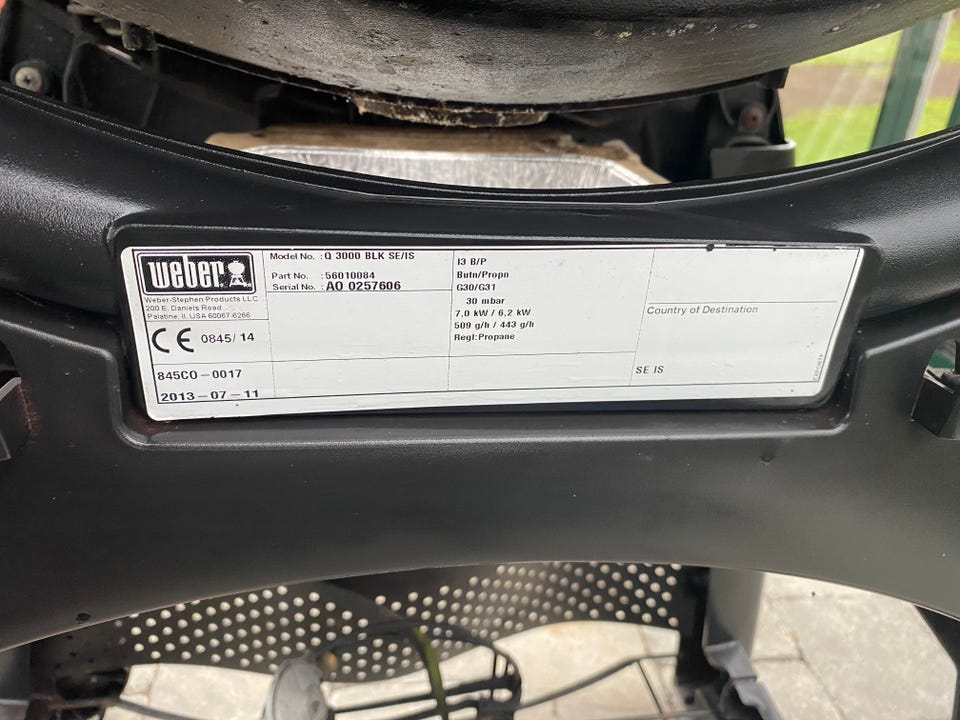 weber
Weber-Stephen Products LLC
200 E. Daniels Road
Palatine, IL USA 60067-6266
CE 0845/ 14
845CO-0017
2013-07-11
Model No. : Q 3000 BLK SE/IS
Part No. : 56010084
Serial No. : AO 0257606
I3 B/P
Butn/Propn
G30/G31
30 mbar
7,0 kW / 6,2 kW
509 g/h / 443 g/h
Regl:Propane
Country of Destination
SE IS